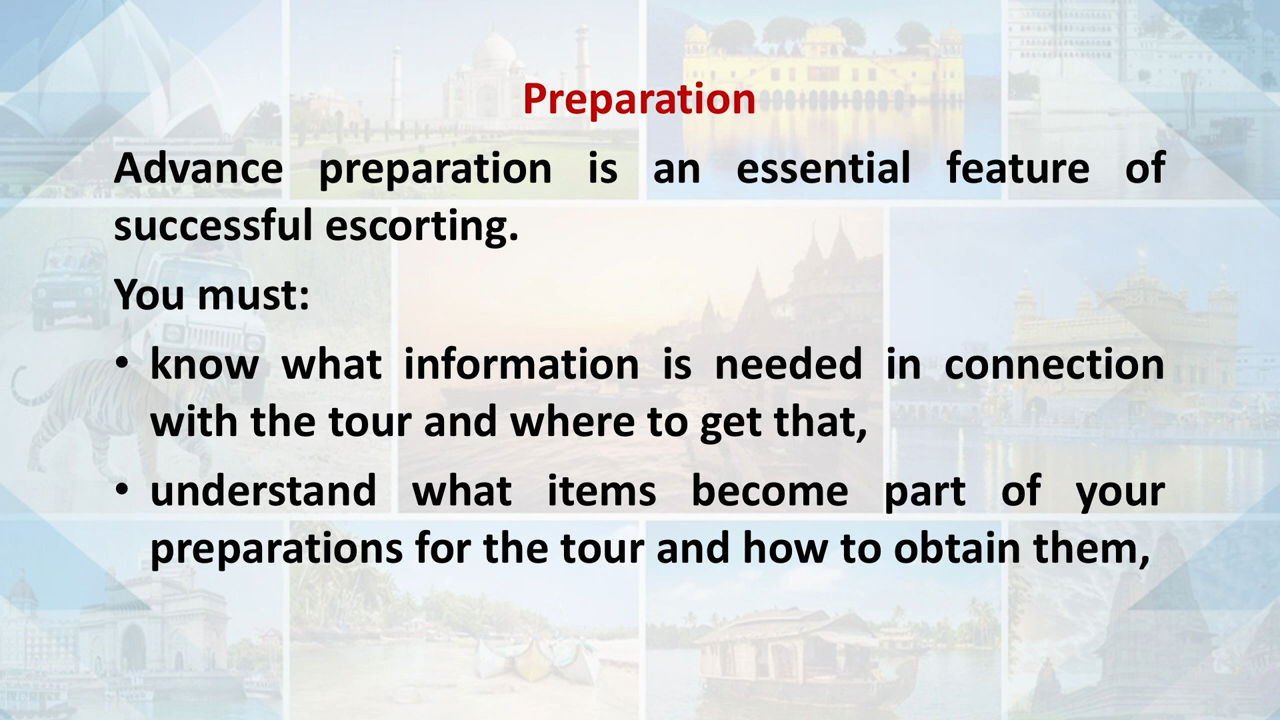 Preparation
Advance preparation is an essential feature of
successful escorting.
You must:
• know what information is needed in connection
with the tour and where to get that,
• understand what items become part of your
preparations for the tour and how to obtain them,